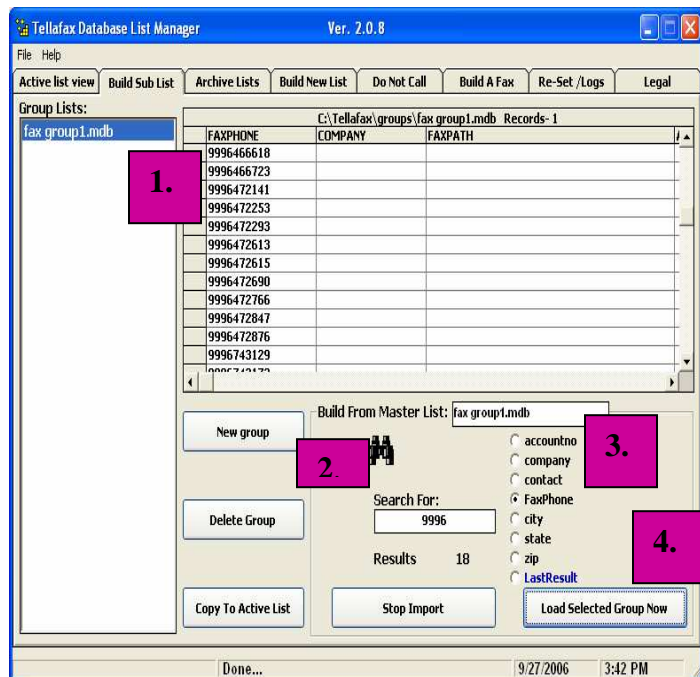 Tellafax Database List Manager Ver. 2.0.8
File Help
Active list view Build Sub List Archive Lists Build New List Do Not Call Build A Fax Re-Set /Logs Legal
Group Lists:
fax group1.mdb
C:\Tellafax\groups\fax group1.mdb Records- 1
FAXPHONE COMPANY FAXPATH
9996466618
1.
9996466723
9996472141
9996472253
9996472293
9996472613
9996472615
9996472690
9996472766
9996472847
9996472876
9996743129
New group
Build From Master List: fax group1.mdb
2.
accountno
3.
company
contact
Search For:
FaxPhone
Delete Group
9996
city
state
4.
Results 18
zip
LastResult
Copy To Active List
Stop Import
Load Selected Group Now
Done... 9/27/2006 3:42 PM